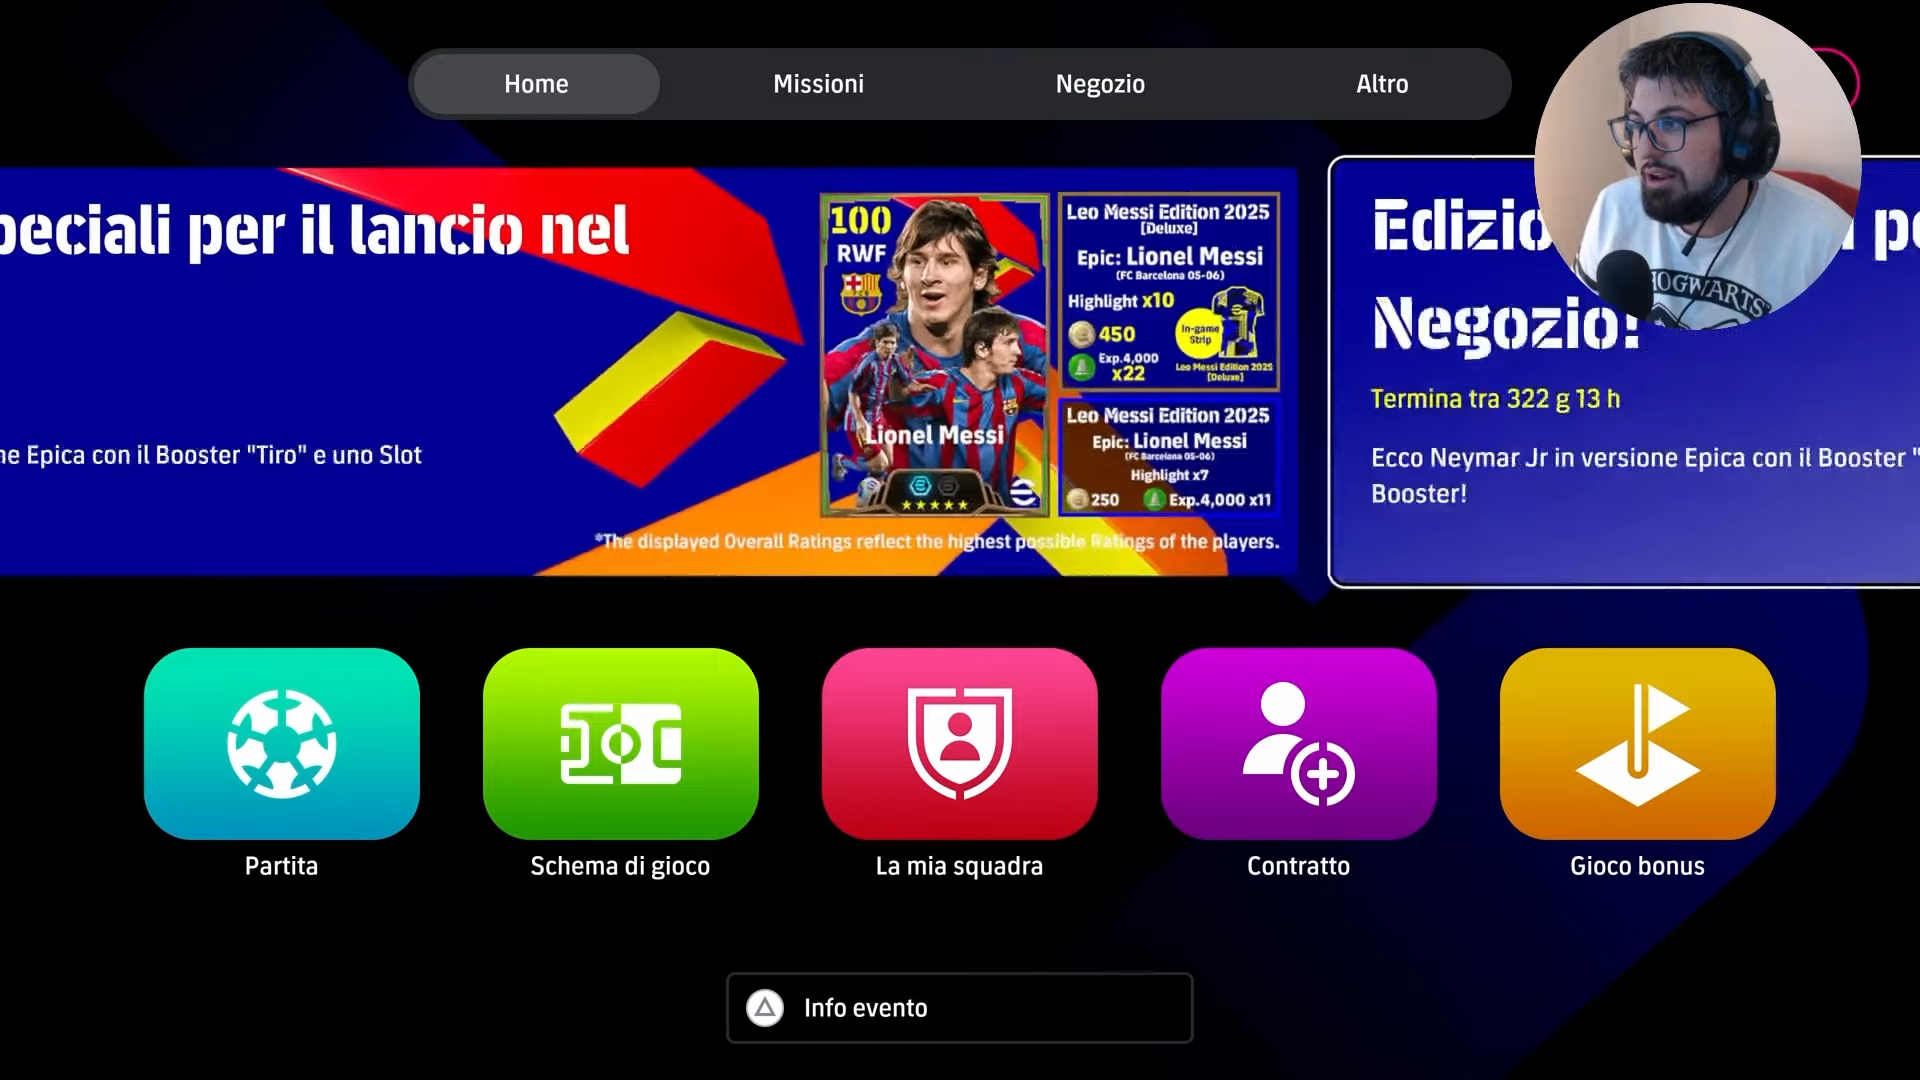 Home
Missioni
Negozio
Altro
peciali per il lancio nel
ne Epica con il Booster "Tiro" e uno Slot
100
RWF
Lionel Messi
Leo Messi Edition 2025
[Deluxe]
Epic: Lionel Messi
(FC Barcelona 05-06)
Highlight x10
450
Exp.4,000
x22
In-game
Strip
Leo Messi Edition 2025
[Deluxe]
Leo Messi Edition 2025
Epic: Lionel Messi
(FC Barcelona 05-06)
Highlight x7
250
Exp.4,000 x11
*The displayed Overall Ratings reflect the highest possible Ratings of the players.
Edizio
Negozio!
Termina tra 322 g 13 h
Ecco Neymar Jr in versione Epica con il Booster "
Booster!
HOGWARTS
Partita
Schema di gioco
La mia squadra
Contratto
Gioco bonus
Info evento